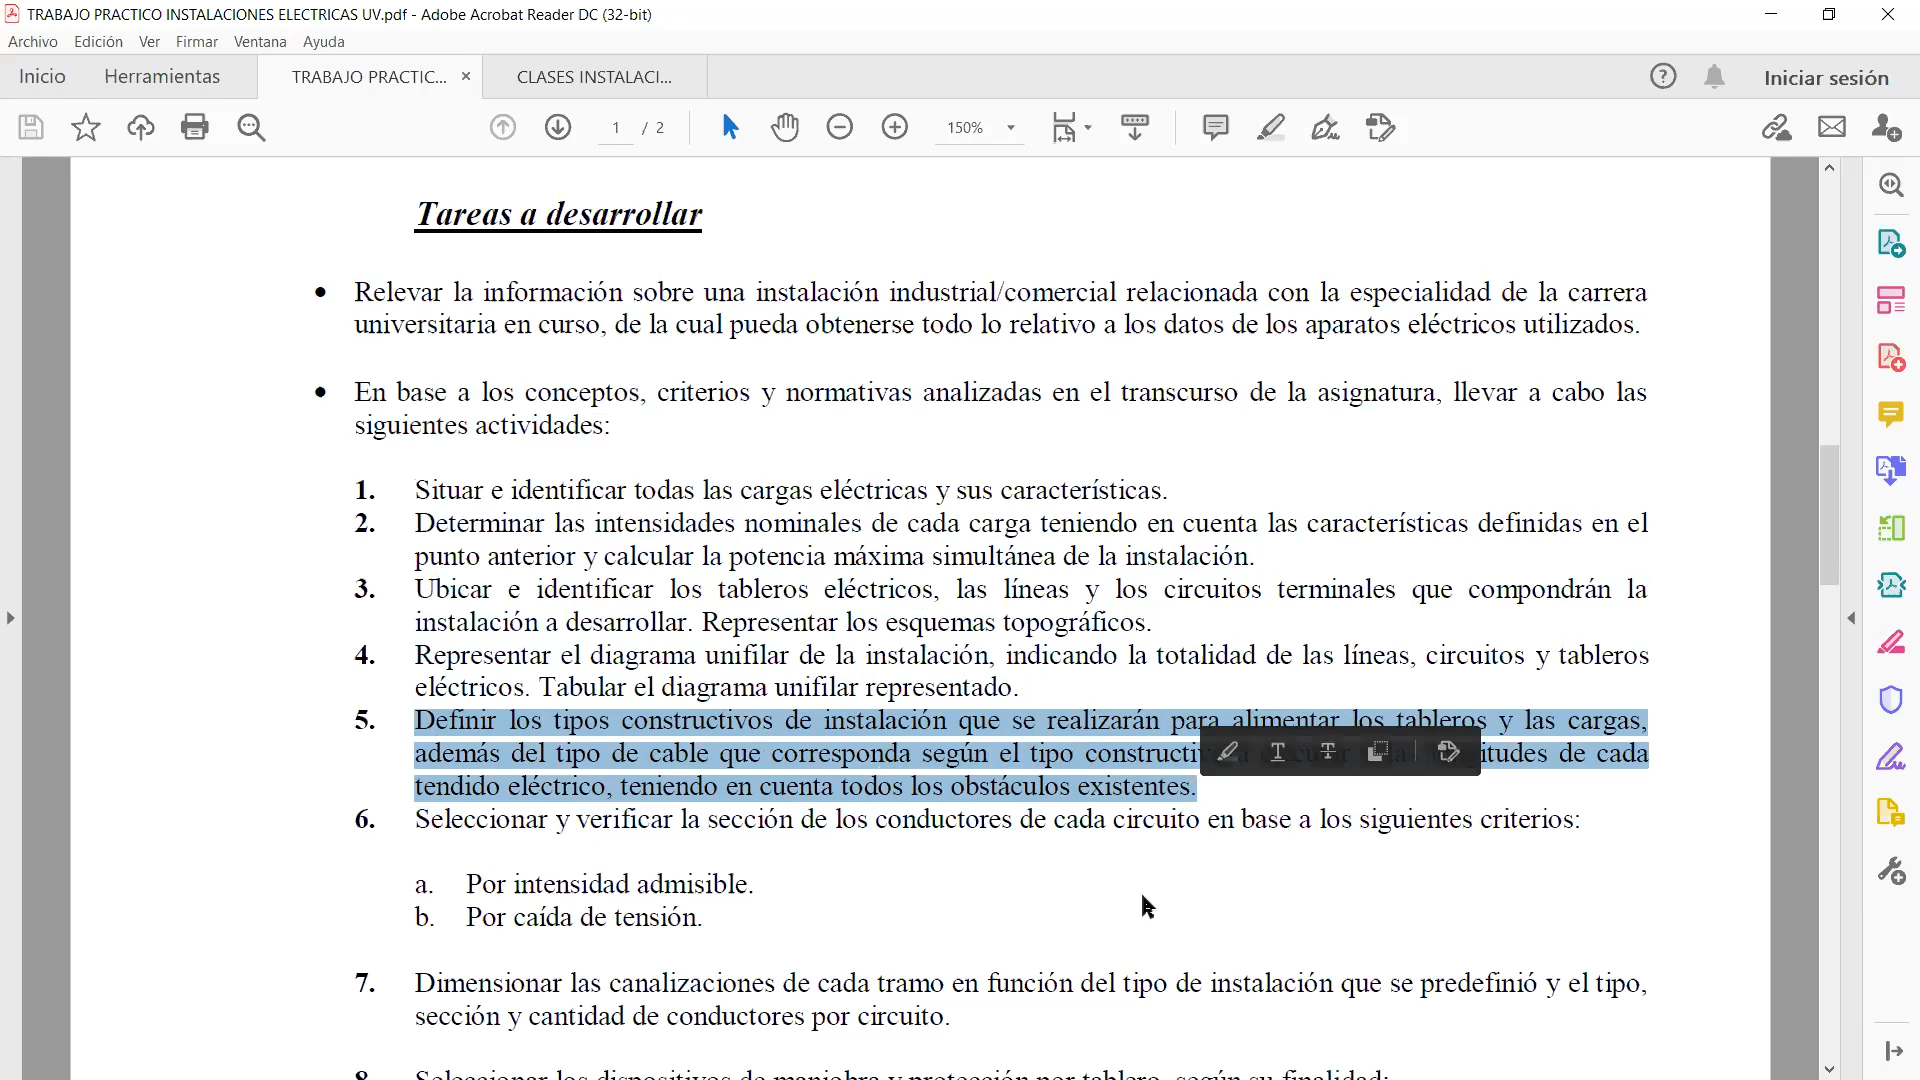 TRABAJO PRACTICO INSTALACIONES ELECTRICAS UV.pdf - Adobe Acrobat Reader DC (32-bit)
Archivo Edición Ver Firmar Ventana Ayuda
Inicio Herramientas TRABAJO PRACTIC... × CLASES INSTALACI... Iniciar sesión
1 / 2 150%
Tareas a desarrollar
• Relevar la información sobre una instalación industrial/comercial relacionada con la especialidad de la carrera
universitaria en curso, de la cual pueda obtenerse todo lo relativo a los datos de los aparatos eléctricos utilizados.
• En base a los conceptos, criterios y normativas analizadas en el transcurso de la asignatura, llevar a cabo las
siguientes actividades:
1. Situar e identificar todas las cargas eléctricas y sus características.
2. Determinar las intensidades nominales de cada carga teniendo en cuenta las características definidas en el
punto anterior y calcular la potencia máxima simultánea de la instalación.
3. Ubicar e identificar los tableros eléctricos, las líneas y los circuitos terminales que compondrán la
instalación a desarrollar. Representar los esquemas topográficos.
4. Representar el diagrama unifilar de la instalación, indicando la totalidad de las líneas, circuitos y tableros
eléctricos. Tabular el diagrama unifilar representado.
5. Definir los tipos constructivos de instalación que se realizarán para alimentar los tableros y las cargas,
además del tipo de cable que corresponda según el tipo de cada
tendido eléctrico, teniendo en cuenta todos los obstáculos existentes.
6. Seleccionar y verificar la sección de los conductores de cada circuito en base a los siguientes criterios:
a. Por intensidad admisible.
b. Por caída de tensión.
7. Dimensionar las canalizaciones de cada tramo en función del tipo de instalación que se predefinió y el tipo,
sección y cantidad de conductores por circuito.
8. Seleccionar los dispositivos de maniobra y protección por tablero, según su finalidad: